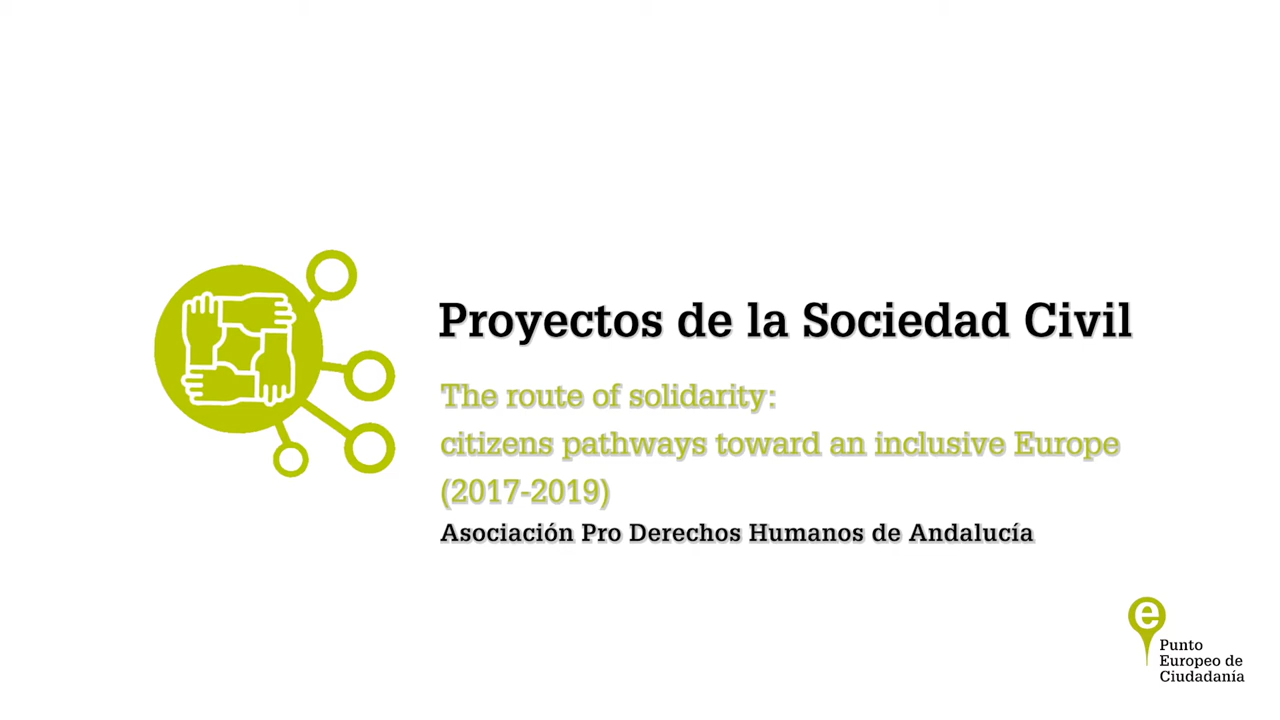 Proyectos de la Sociedad Civil
The route of solidarity:
citizens pathways toward an inclusive Europe
(2017-2019)
Asociación Pro Derechos Humanos de Andalucía
e
Punto
Europeo de
Ciudadanía